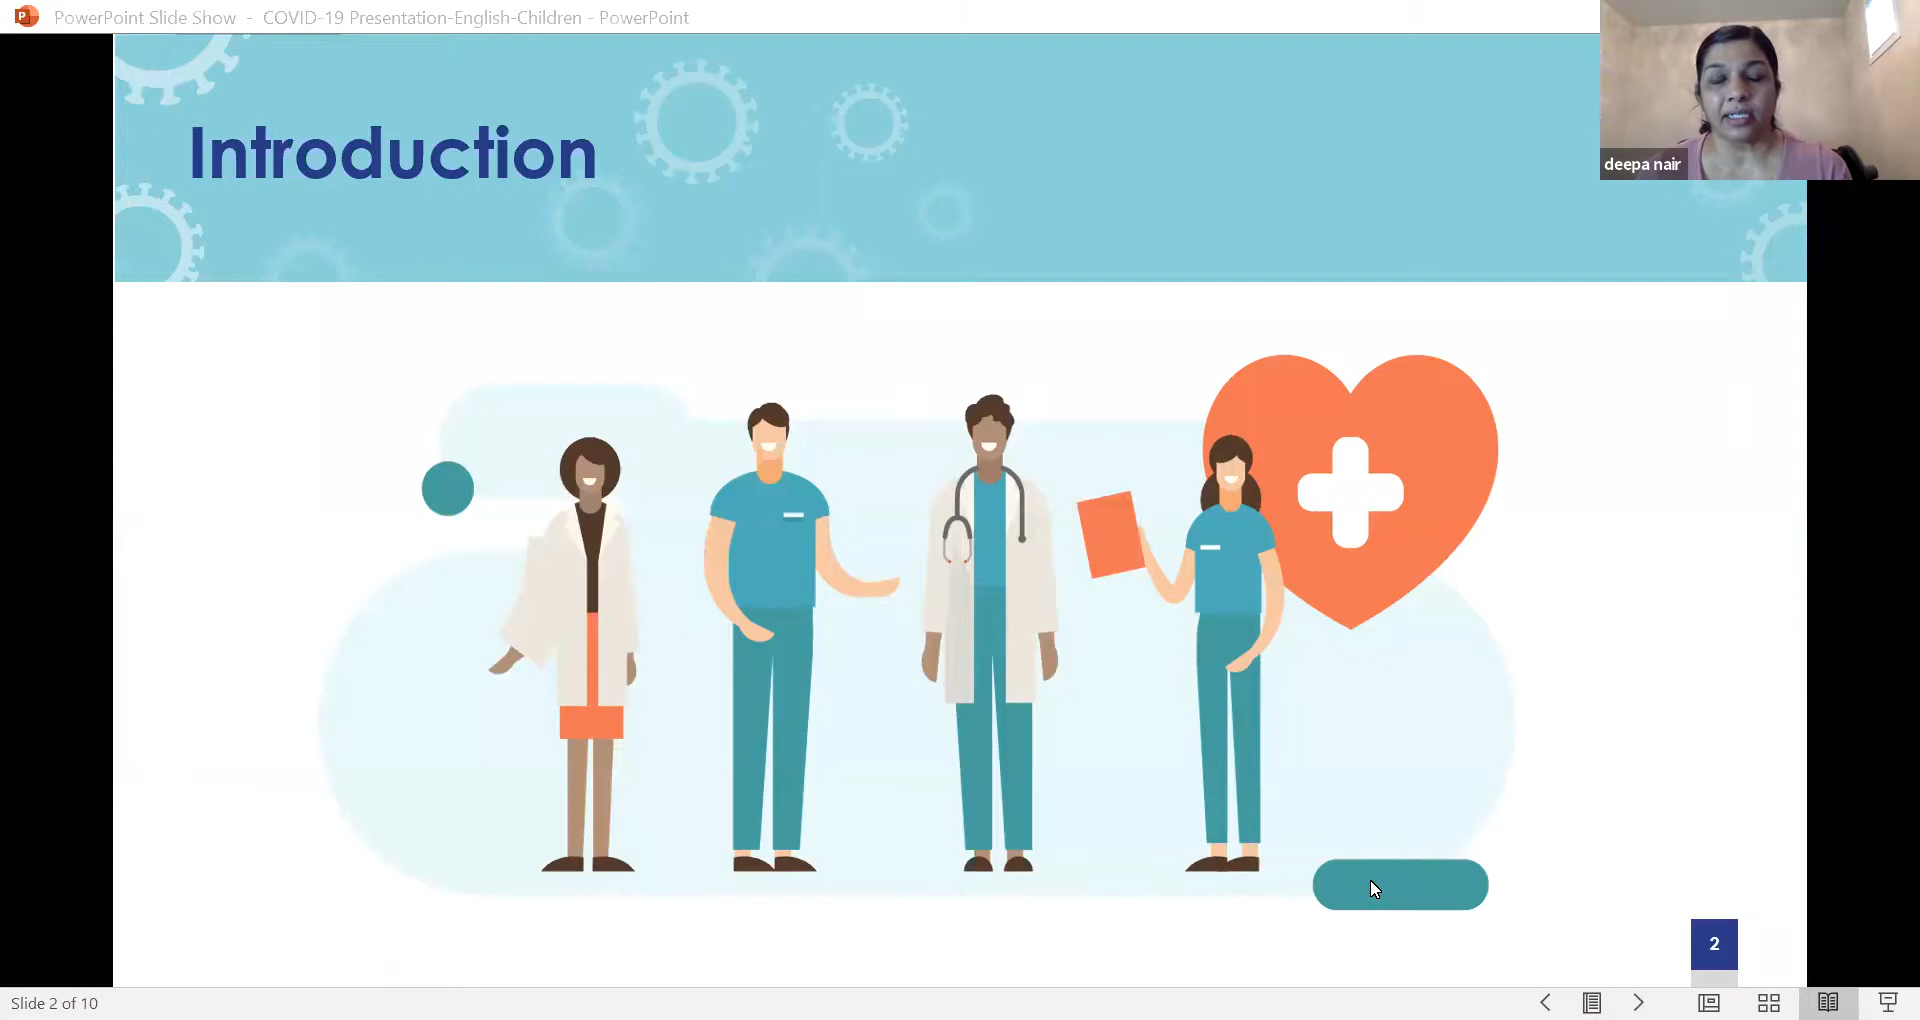 PowerPoint Slide Show - COVID-19 Presentation-English-Children - PowerPoint
deepa nair
Introduction
2
Slide 2 of 10